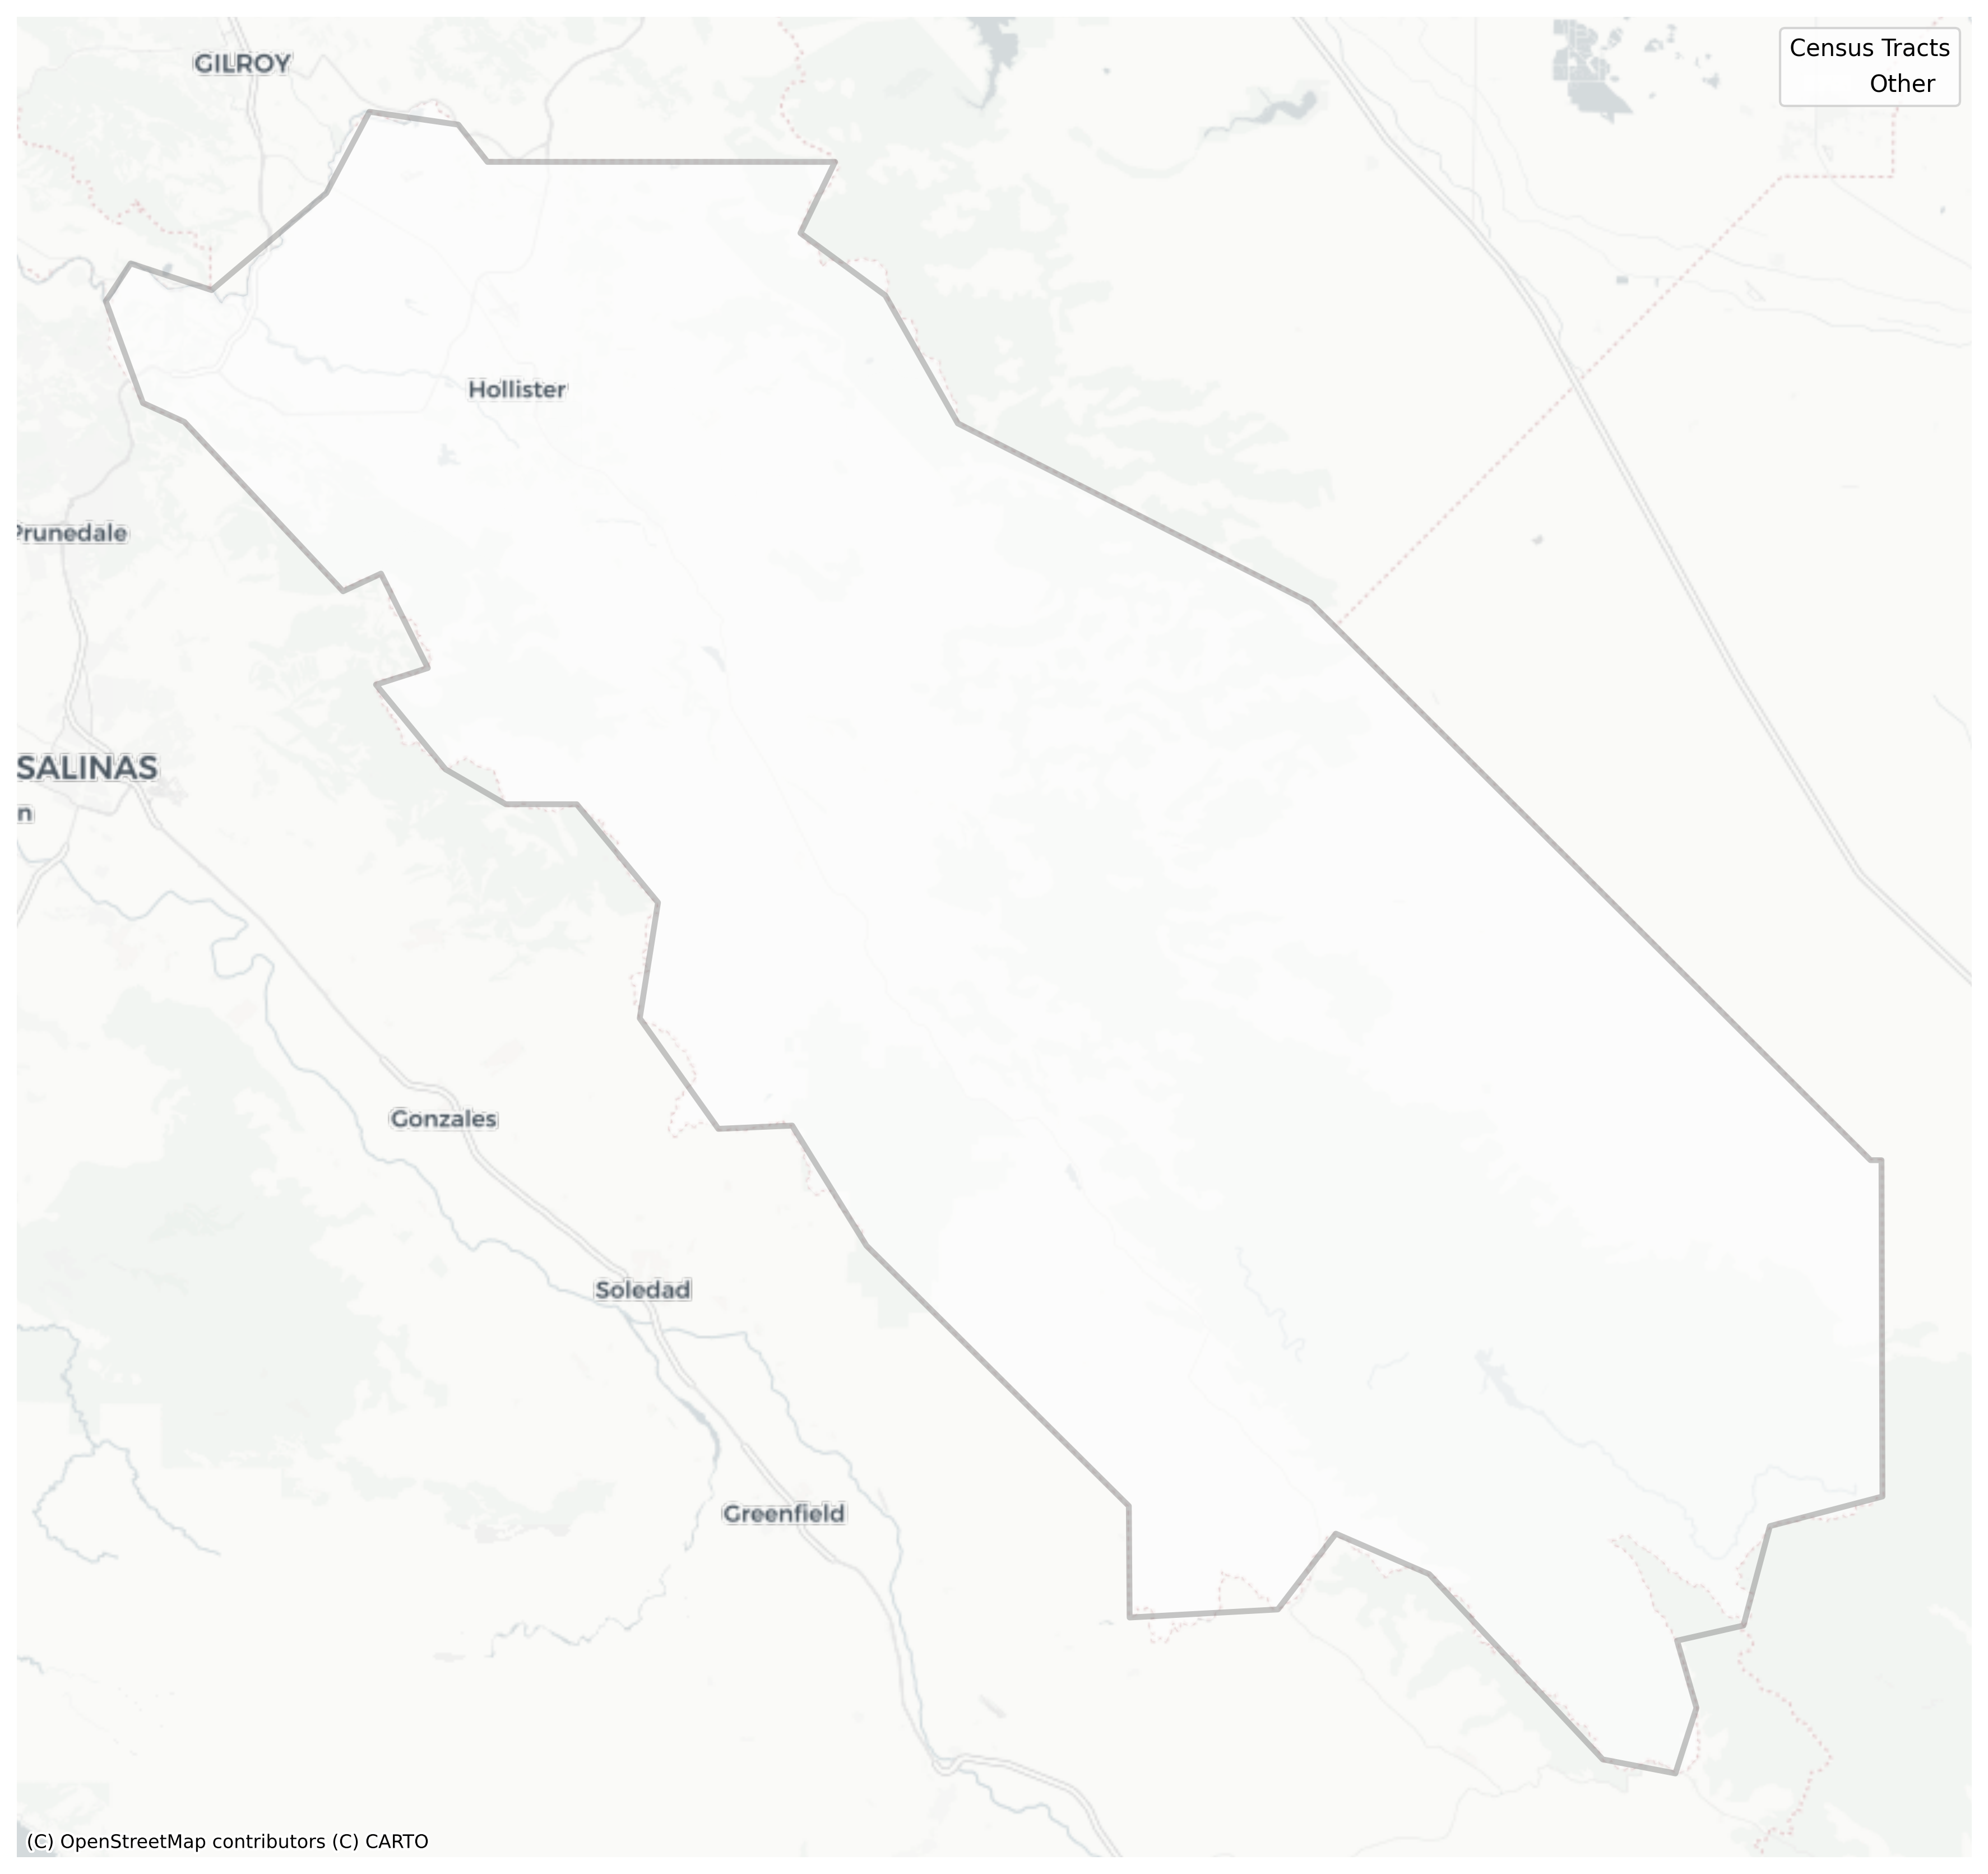 Census Tracts
Other
GILROY
Hollister
Prunedale
SALINAS
n
Gonzales
Soledad
Greenfield
(C) OpenStreetMap contributors (C) CARTO